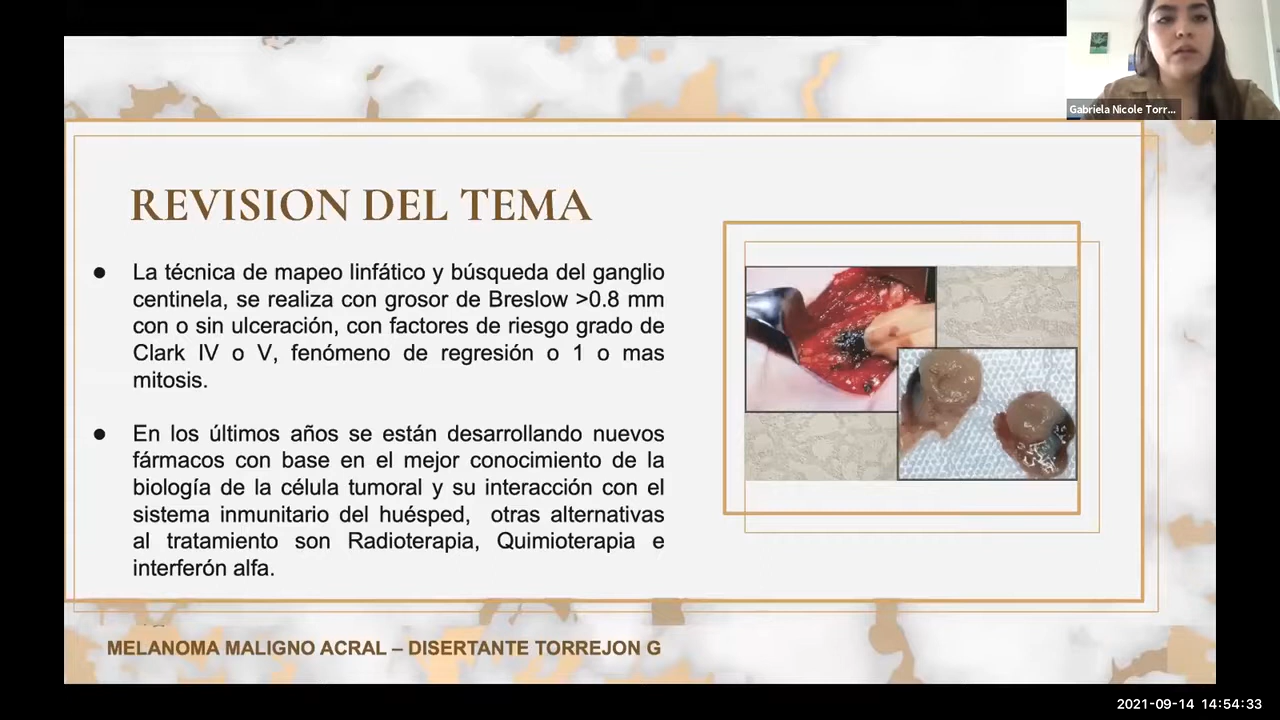 Gabriela Nicole Torr...
REVISION DEL TEMA
● La técnica de mapeo linfático y búsqueda del ganglio
centinela, se realiza con grosor de Breslow >0.8 mm
con o sin ulceración, con factores de riesgo grado de
Clark IV o V, fenómeno de regresión o 1 o mas
mitosis.
● En los últimos años se están desarrollando nuevos
fármacos con base en el mejor conocimiento de la
biología de la célula tumoral y su interacción con el
sistema inmunitario del huésped, otras alternativas
al tratamiento son Radioterapia, Quimioterapia e
interferón alfa.
MELANOMA MALIGNO ACRAL – DISERTANTE TORREJON G
2021-09-14 14:54:33